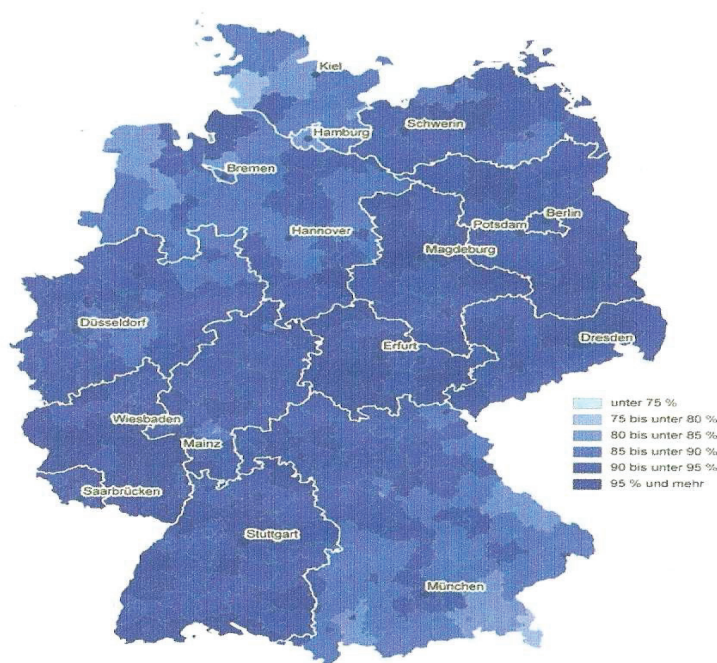 Kiel
Hamburg
Schwerin
Bremen
Berlin
Potsdam
Hannover
Magdeburg
Düsseldorf
Erfurt
Dresden
Wiesbaden
Mainz
Saarbrücken
Stuttgart
München
unter 75 %
75 bis unter 80 %
80 bis unter 85 %
85 bis unter 90 %
90 bis unter 95 %
95 % und mehr